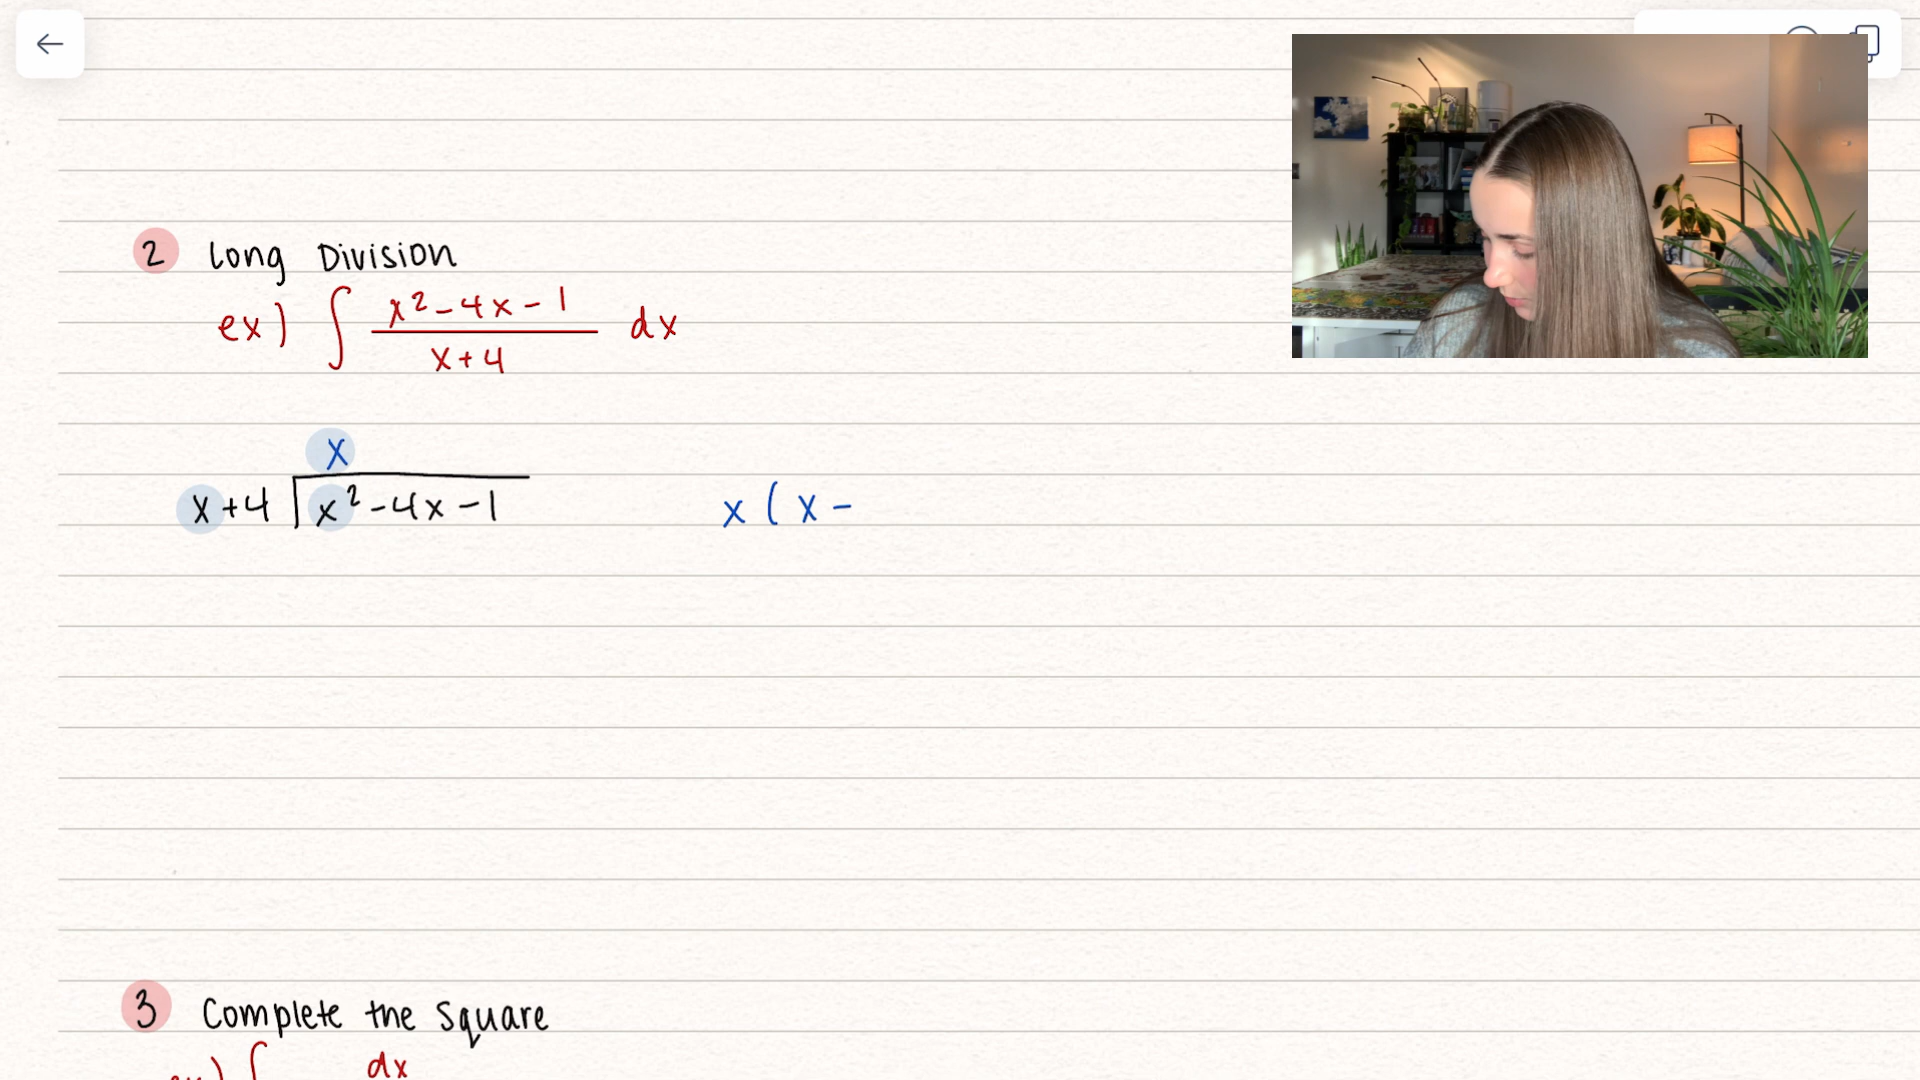 2 Long Division
ex) ∫ x²-4x-1 / x+4 dx
x
x+4 x²-4x-1 x(x-
3 Complete the Square
dx